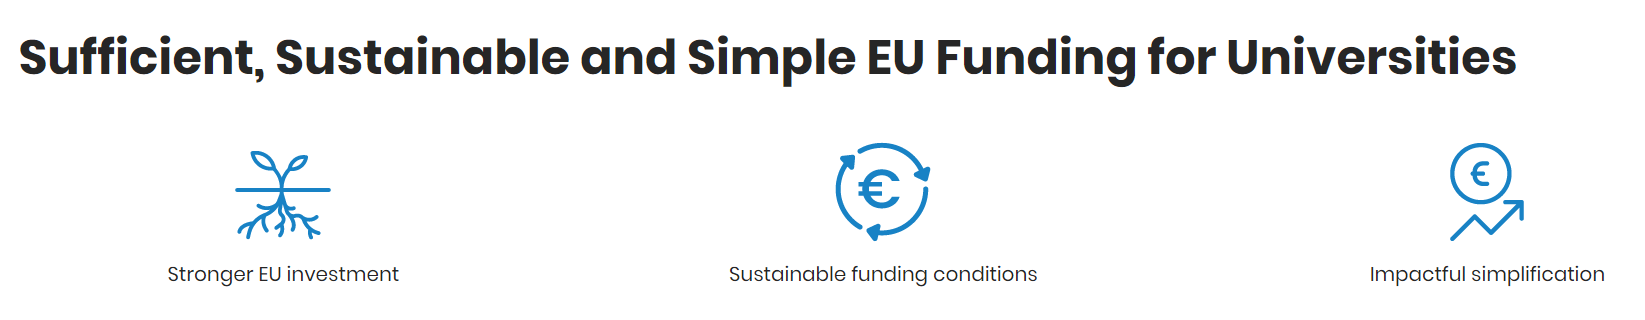 Sufficient, Sustainable and Simple EU Funding for Universities
€
€
Stronger EU investment
Sustainable funding conditions
Impactful simplification